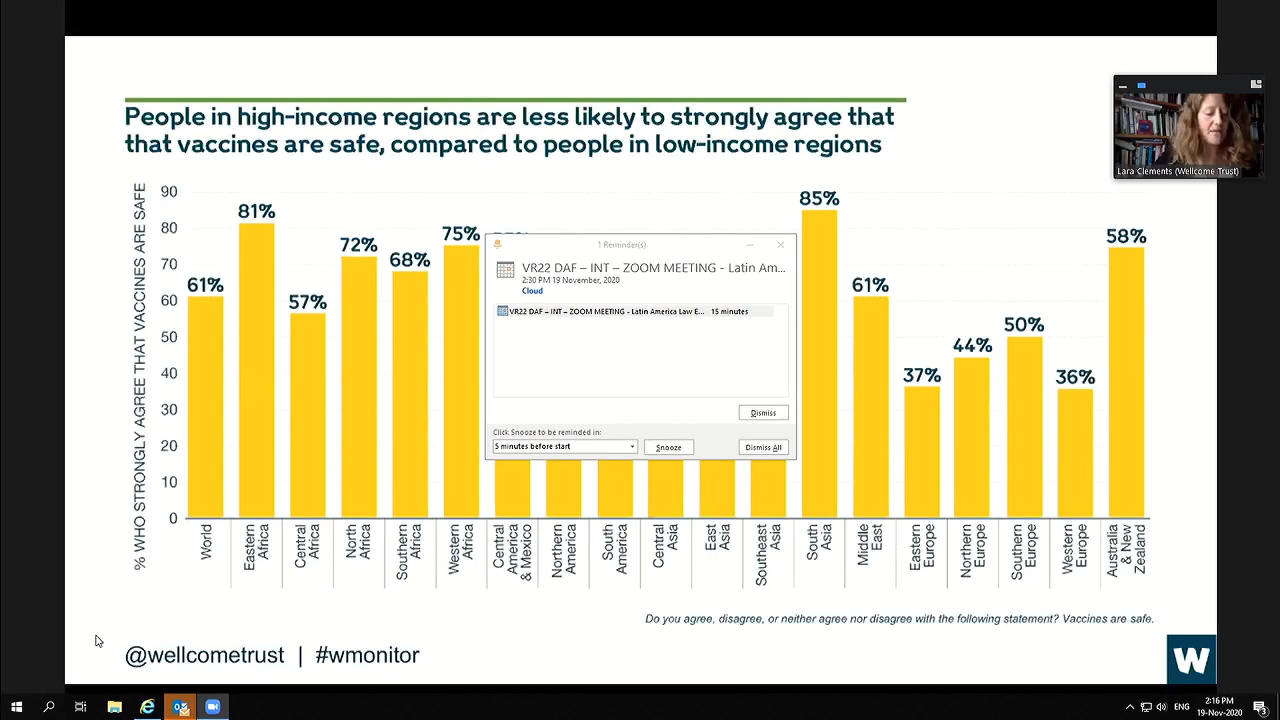 People in high-income regions are less likely to strongly agree that
that vaccines are safe, compared to people in low-income regions
Lara Clements (Wellcome Trust)
% WHO STRONGLY AGREE THAT VACCINES ARE SAFE
90
80
70
60
50
40
30
20
10
0
61%
81%
57%
72%
68%
75%
85%
61%
37%
44%
50%
36%
58%
1 Reminder(s)
VR22 DAF – INT – ZOOM MEETING - Latin Am...
2:30 PM 19 November, 2020
Cloud
VR22 DAF – INT – ZOOM MEETING - Latin America Law E... 15 minutes
Dismiss
Click Snooze to be reminded in:
5 minutes before start
Snooze
Dismiss All
World
Eastern
Africa
Central
Africa
North
Africa
Southern
Africa
Western
Africa
Central
America
& Mexico
Northern
America
South
America
Central
Asia
East
Asia
Southeast
Asia
South
Asia
Middle
East
Eastern
Europe
Northern
Europe
Southern
Europe
Western
Europe
Australia
& New
Zealand
Do you agree, disagree, or neither agree nor disagree with the following statement? Vaccines are safe.
@wellcometrust | #wmonitor
W
ENG
2:16 PM
19-Nov-2020
3